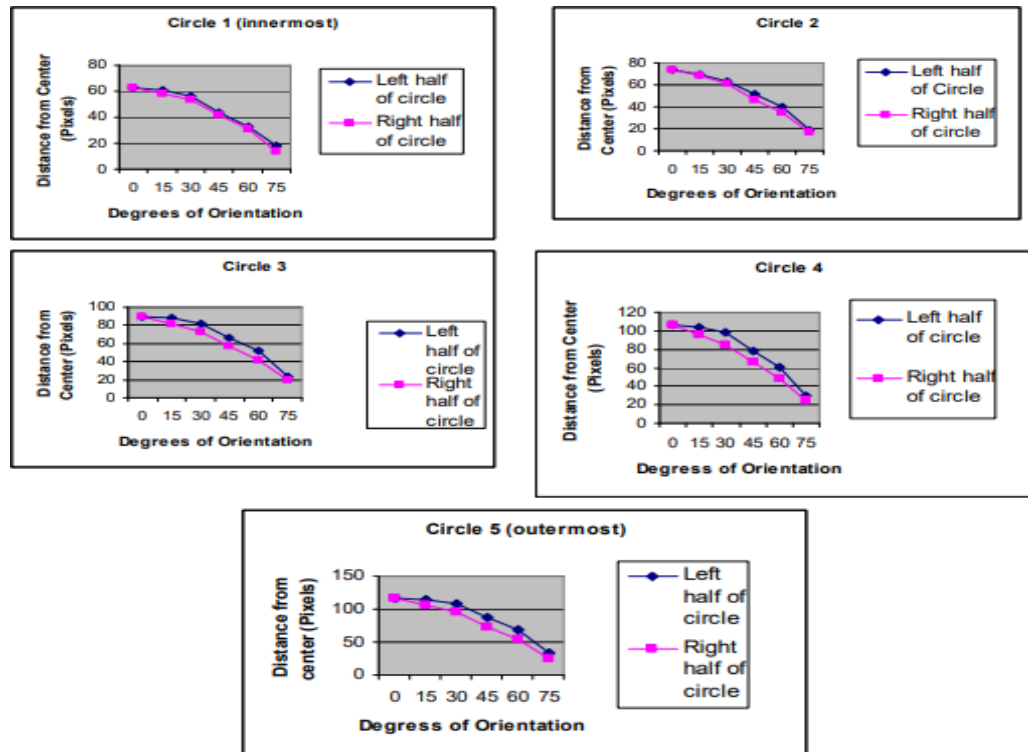 Circle 1 (innermost)
Distance from Center
(Pixels)
80
60
40
20
0
0 15 30 45 60 75
Degrees of Orientation
Left half
of circle
Right half
of circle
Circle 2
Distance from
Center (Pixels)
80
60
40
20
0
0 15 30 45 60 75
Degrees of Orientation
Left half
of Circle
Right half
of circle
Circle 3
Distance from
Center (Pixels)
100
80
60
40
20
0
0 15 30 45 60 75
Degrees of Orientation
Left
half of
circle
Right
half of
circle
Circle 4
Distance from Center
(Pixels)
120
100
80
60
40
20
0
0 15 30 45 60 75
Degrees of Orientation
Left half
of circle
Right half
of circle
Circle 5 (outermost)
Distance from
center (Pixels)
150
100
50
0
0 15 30 45 60 75
Degrees of Orientation
Left
half of
circle
Right
half of
circle